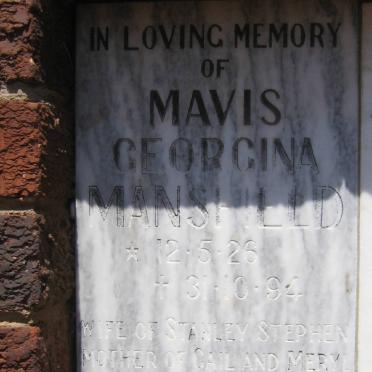 IN LOVING MEMORY
OF
MAVIS
GEORGINA
MANSFIELD
* 12·5·26
† 31·10·94
WIFE OF STANLEY STEPHEN
MOTHER OF GAIL AND MERYL